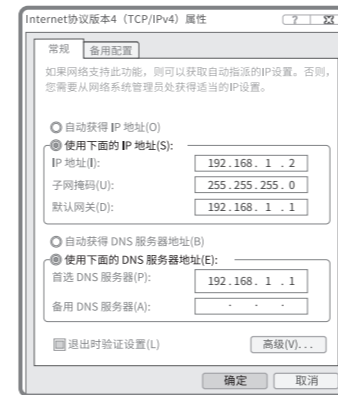 Internet协议版本4（TCP/IPv4）属性
常规 备用配置
如果网络支持此功能，则可以获取自动指派的IP设置。否则，
您需要从网络系统管理员处获得适当的IP设置。
自动获得 IP 地址(O)
使用下面的 IP 地址(S):
IP 地址(I): 192.168. 1 . 2
子网掩码(U): 255.255.255. 0
默认网关(D): 192.168. 1 . 1
自动获得 DNS 服务器地址(B)
使用下面的 DNS 服务器地址(E):
首选 DNS 服务器(P): 192.168. 1 . 1
备用 DNS 服务器(A): . . .
退出时验证设置(L) 高级(V)...
确定 取消